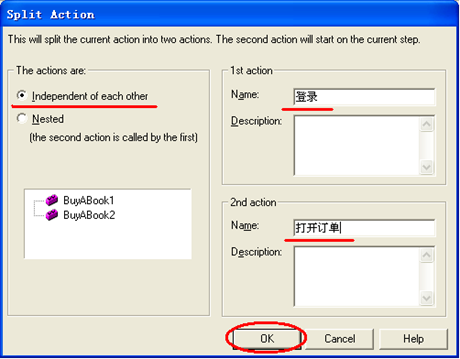 Split Action
This will split the current action into two actions. The second action will start on the current step.
The actions are:
Independent of each other
Nested
(the second action is called by the first)
BuyABook1
BuyABook2
1st action
Name:
登录
Description:
2nd action
Name:
打开订单
Description:
OK
Cancel
Help